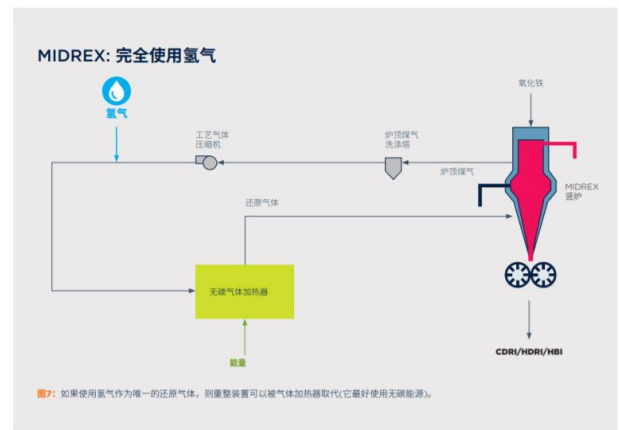 MIDREX: 完全使用氢气
氢气
氧化铁
工艺气体
压缩机
炉顶煤气
洗涤塔
炉顶煤气
MIDREX
竖炉
还原气体
无碳气体加热器
能量
CDRI/HDRI/HBI
图7：如果使用氢气作为唯一的还原气体，则重整装置可以被气体加热器取代(它最好使用无碳能源)。